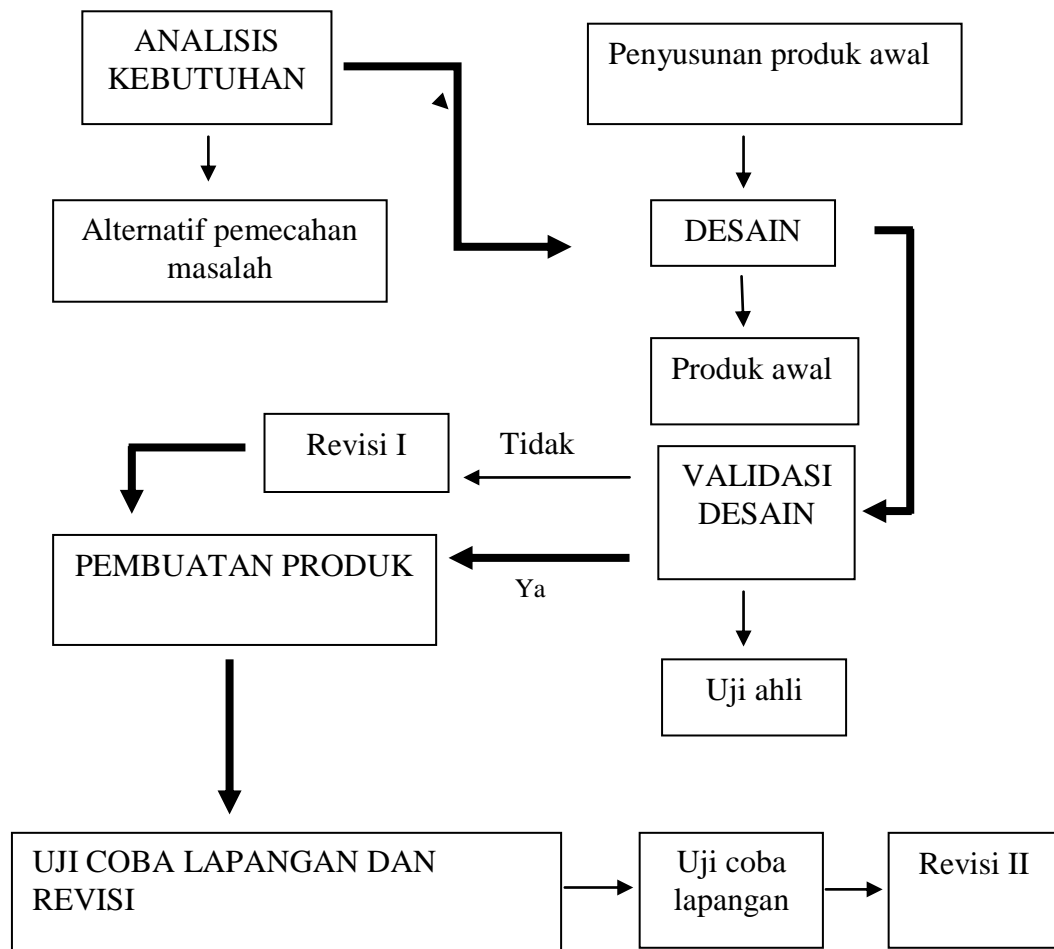 ANALISIS
KEBUTUHAN
Penyusunan produk awal
Alternatif pemecahan
masalah
DESAIN
Produk awal
Revisi I
Tidak
VALIDASI
DESAIN
PEMBUATAN PRODUK
Ya
Uji ahli
UJI COBA LAPANGAN DAN
REVISI
Uji coba
lapangan
Revisi II